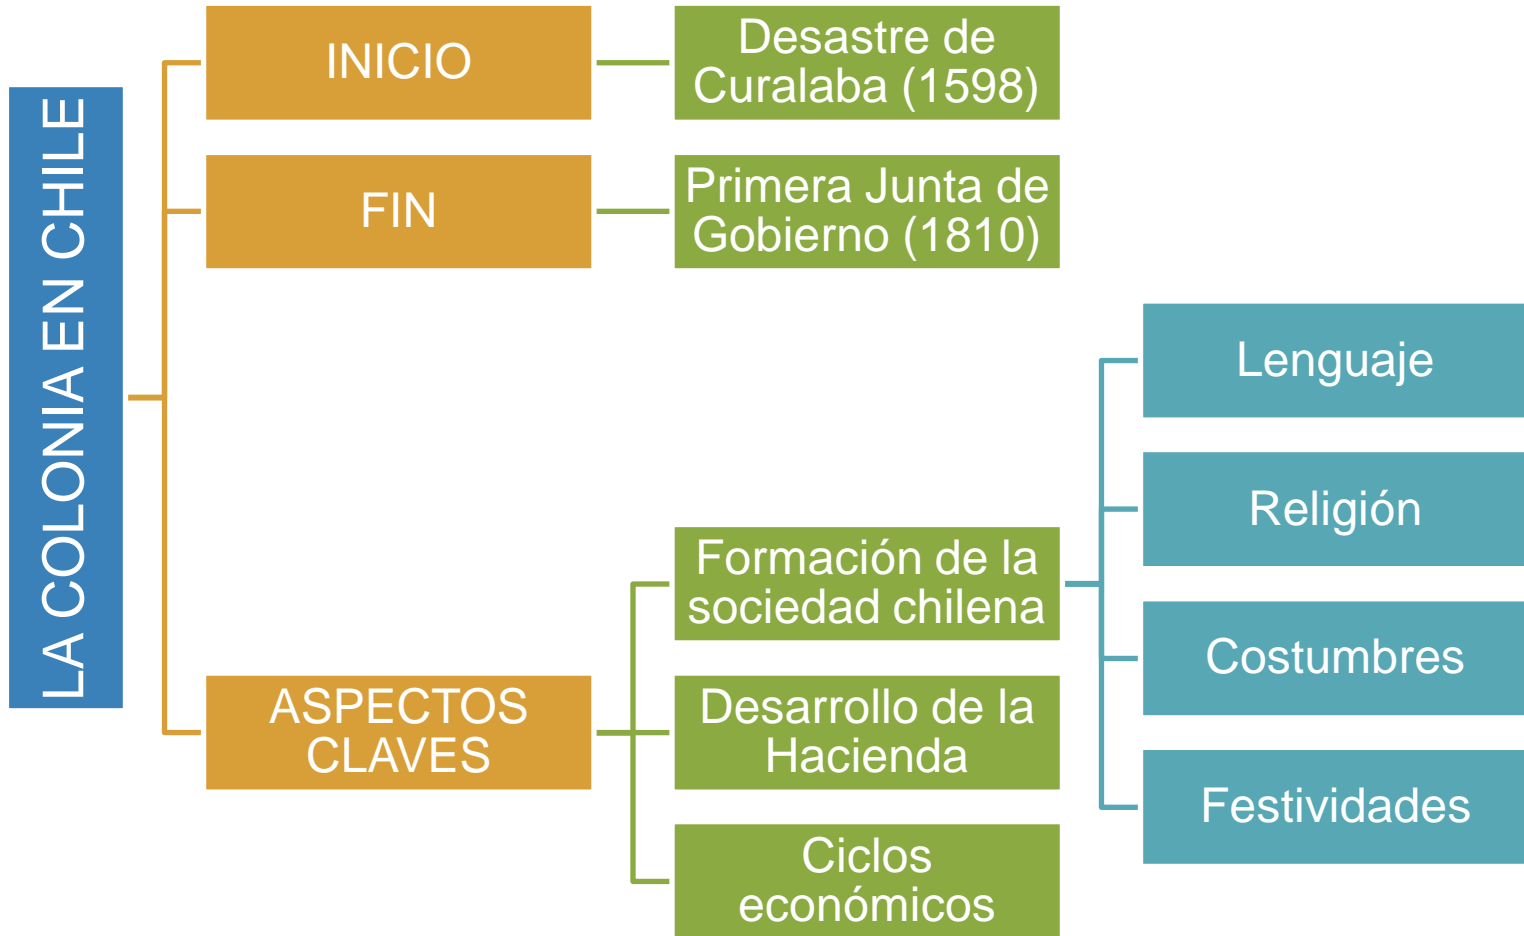 LA COLONIA EN CHILE
INICIO
Desastre de
Curalaba (1598)
FIN
Primera Junta de
Gobierno (1810)
ASPECTOS
CLAVES
Formación de la
sociedad chilena
Lenguaje
Religión
Costumbres
Festividades
Desarrollo de la
Hacienda
Ciclos
económicos